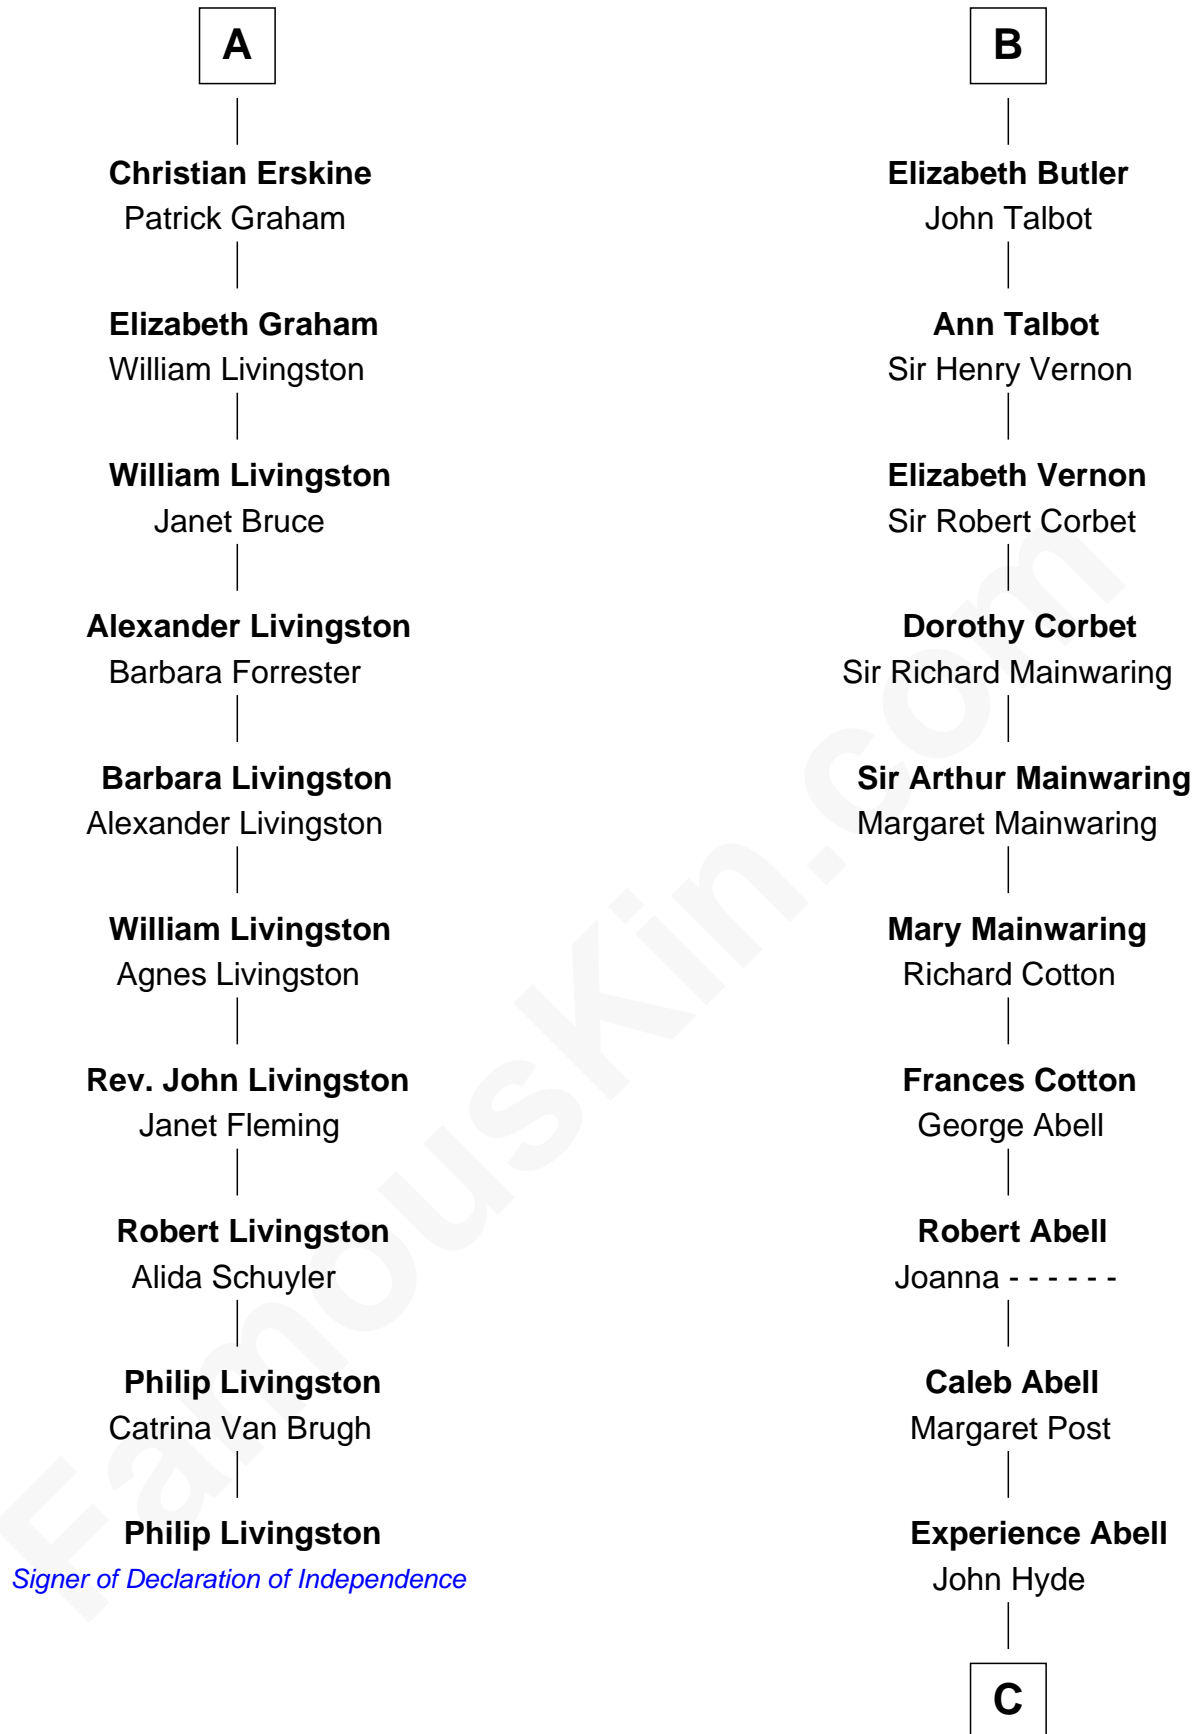 A
Christian Erskine
Patrick Graham
Elizabeth Graham
William Livingston
William Livingston
Janet Bruce
Alexander Livingston
Barbara Forrester
Barbara Livingston
Alexander Livingston
William Livingston
Agnes Livingston
Rev. John Livingston
Janet Fleming
Robert Livingston
Alida Schuyler
Philip Livingston
Catrina Van Brugh
Philip Livingston
Signer of Declaration of Independence
B
Elizabeth Butler
John Talbot
Ann Talbot
Sir Henry Vernon
Elizabeth Vernon
Sir Robert Corbet
Dorothy Corbet
Sir Richard Mainwaring
Sir Arthur Mainwaring
Margaret Mainwaring
Mary Mainwaring
Richard Cotton
Frances Cotton
George Abell
Robert Abell
Joanna - - - - - -
Caleb Abell
Margaret Post
Experience Abell
John Hyde
C
FamousKin.com